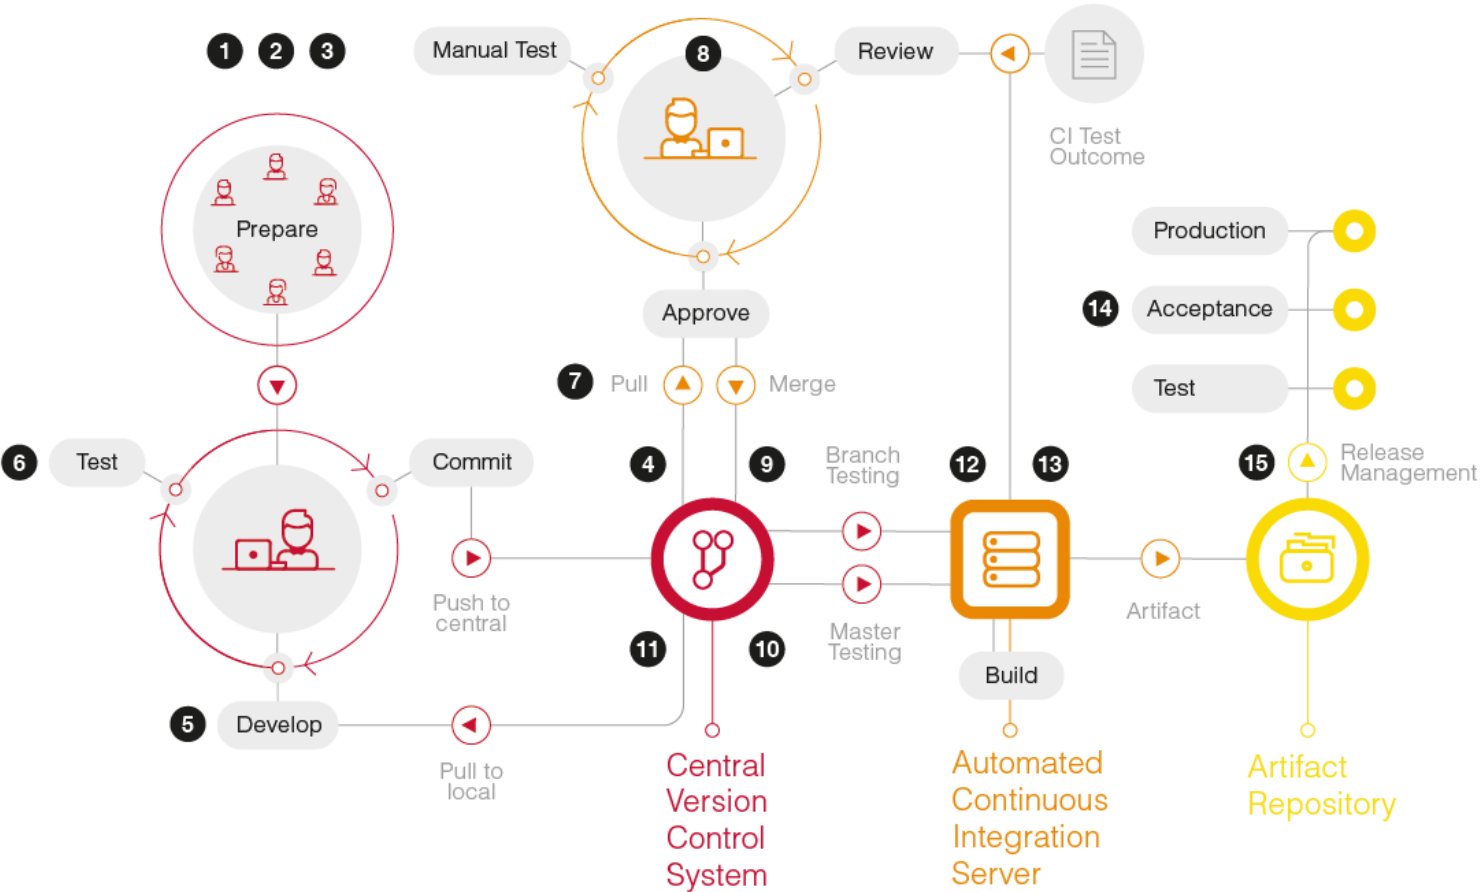 1 2 3
Manual Test
8
Review
CI Test
Outcome
Prepare
Production
14 Acceptance
Test
Approve
7 Pull
Merge
6 Test
Commit
4
9
Branch
Testing
12
13
15 Release
Management
Push to
central
Master
Testing
Artifact
11
10
Build
5 Develop
Pull to
local
Central
Version
Control
System
Automated
Continuous
Integration
Server
Artifact
Repository